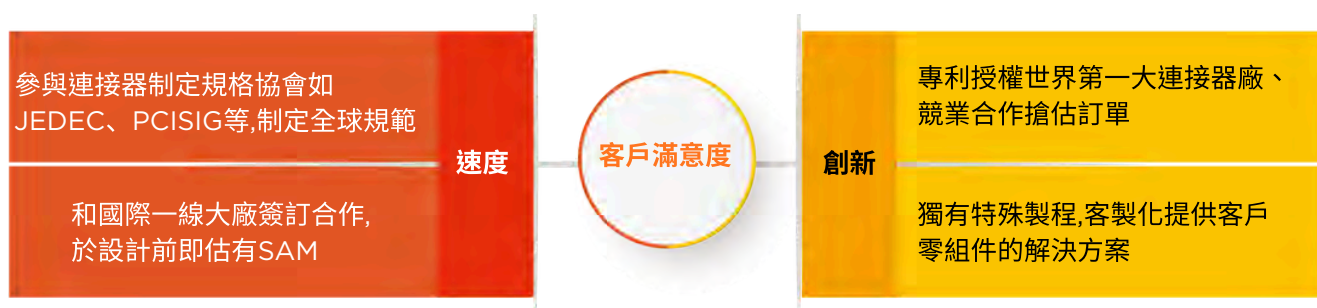 參與連接器制定規格協會如
JEDEC、PCISIG等,制定全球規範
速度
和國際一線大廠簽訂合作,
於設計前即估有SAM
客戶滿意度
專利授權世界第一大連接器廠、
競業合作搶估訂單
創新
獨有特殊製程,客製化提供客戶
零組件的解決方案